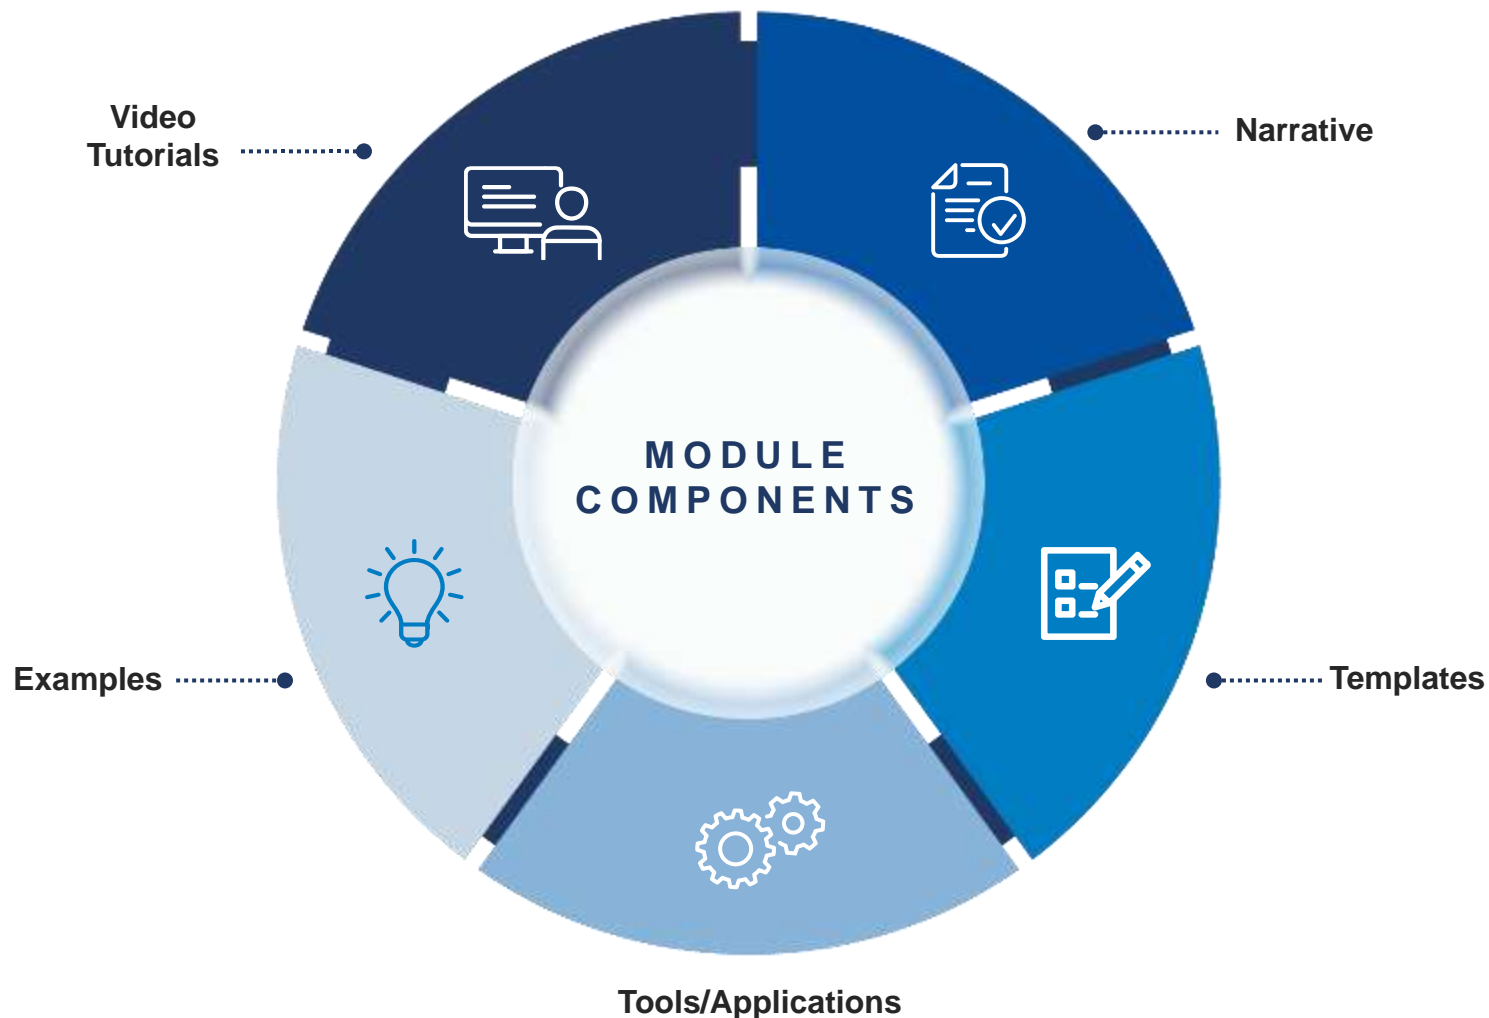 Video
Tutorials
Narrative
MODULE
COMPONENTS
Examples
Templates
Tools/Applications